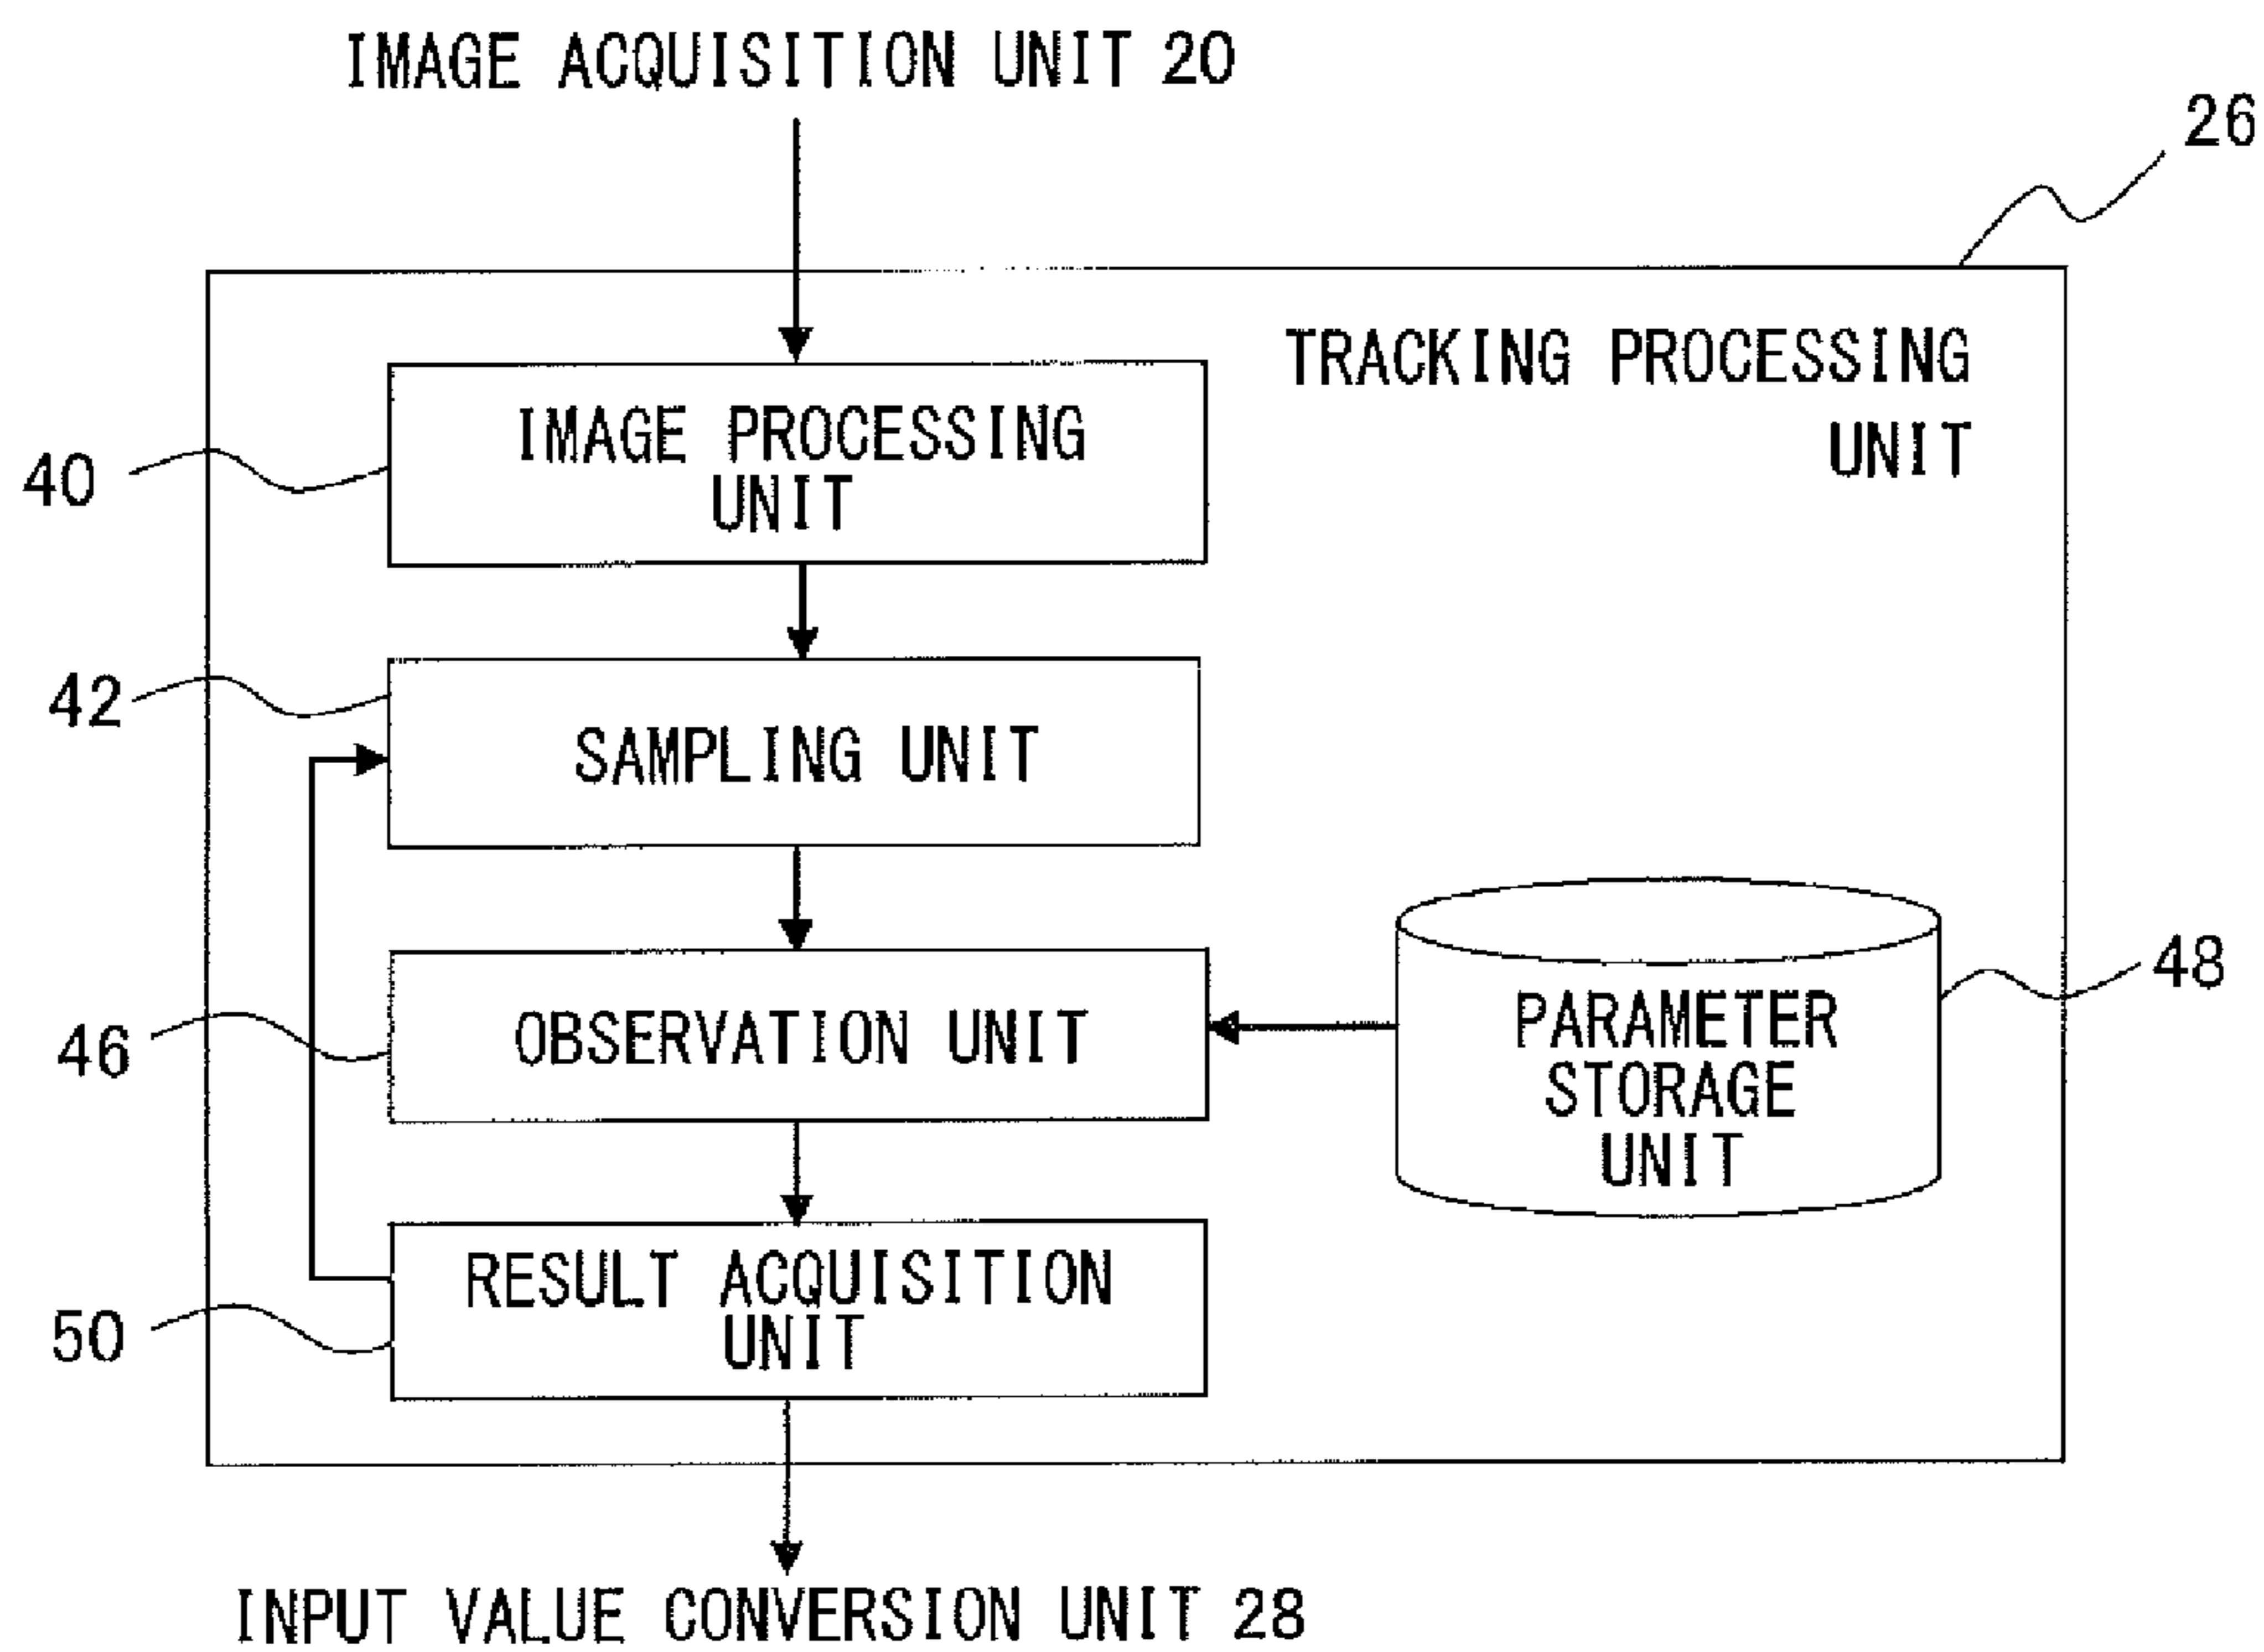 IMAGE ACQUISITION UNIT 20
26
TRACKING PROCESSING
UNIT
IMAGE PROCESSING
UNIT
40
42
SAMPLING UNIT
46
OBSERVATION UNIT
48
PARAMETER
STORAGE
UNIT
RESULT ACQUISITION
UNIT
50
INPUT VALUE CONVERSION UNIT 28